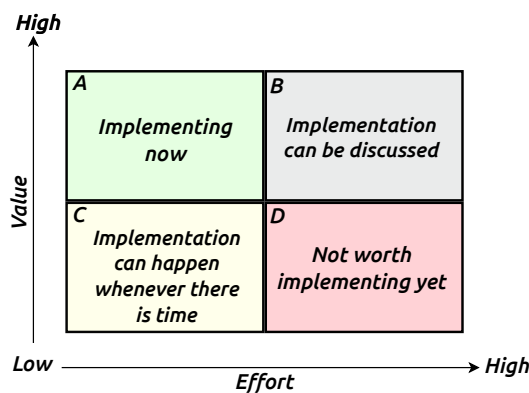 High
A
Implementing
now
B
Implementation
can be discussed
Value
C
Implementation
can happen
whenever there
is time
D
Not worth
implementing yet
Low
Effort
High